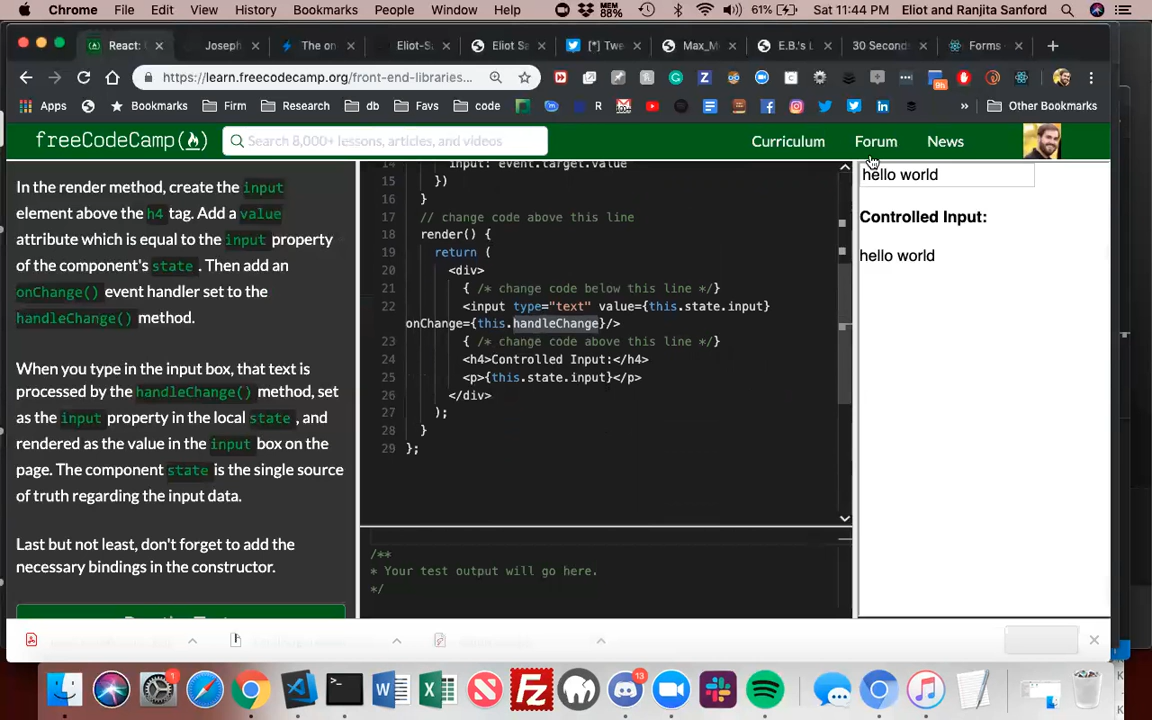 Chrome File Edit View History Bookmarks People Window Help MEM 88% 61% Sat 11:44 PM Eliot and Ranjita Sanford
React: Joseph The on Eliot-S Eliot Sa [*] Twe Max_M E.B.'s L 30 Second Forms
https://learn.freecodecamp.org/front-end-libraries...
Apps Bookmarks Firm Research db Favs code R Other Bookmarks
freeCodeCamp Search 8,000+ lessons, articles, and videos Curriculum Forum News
In the render method, create the input
element above the h4 tag. Add a value
attribute which is equal to the input property
of the component's state . Then add an
onChange() event handler set to the
handleChange() method.
When you type in the input box, that text is
processed by the handleChange() method, set
as the input property in the local state , and
rendered as the value in the input box on the
page. The component state is the single source
of truth regarding the input data.
Last but not least, don't forget to add the
necessary bindings in the constructor.
14 input: event.target.value
15 })
16 }
17 // change code above this line
18 render() {
19 return (
20 <div>
21 { /* change code below this line */}
22 <input type="text" value={this.state.input}
onChange={this.handleChange}/>
23 { /* change code above this line */}
24 <h4>Controlled Input:</h4>
25 <p>{this.state.input}</p>
26 </div>
27 );
28 }
29 };
/**
* Your test output will go here.
*/
hello world
Controlled Input:
hello world